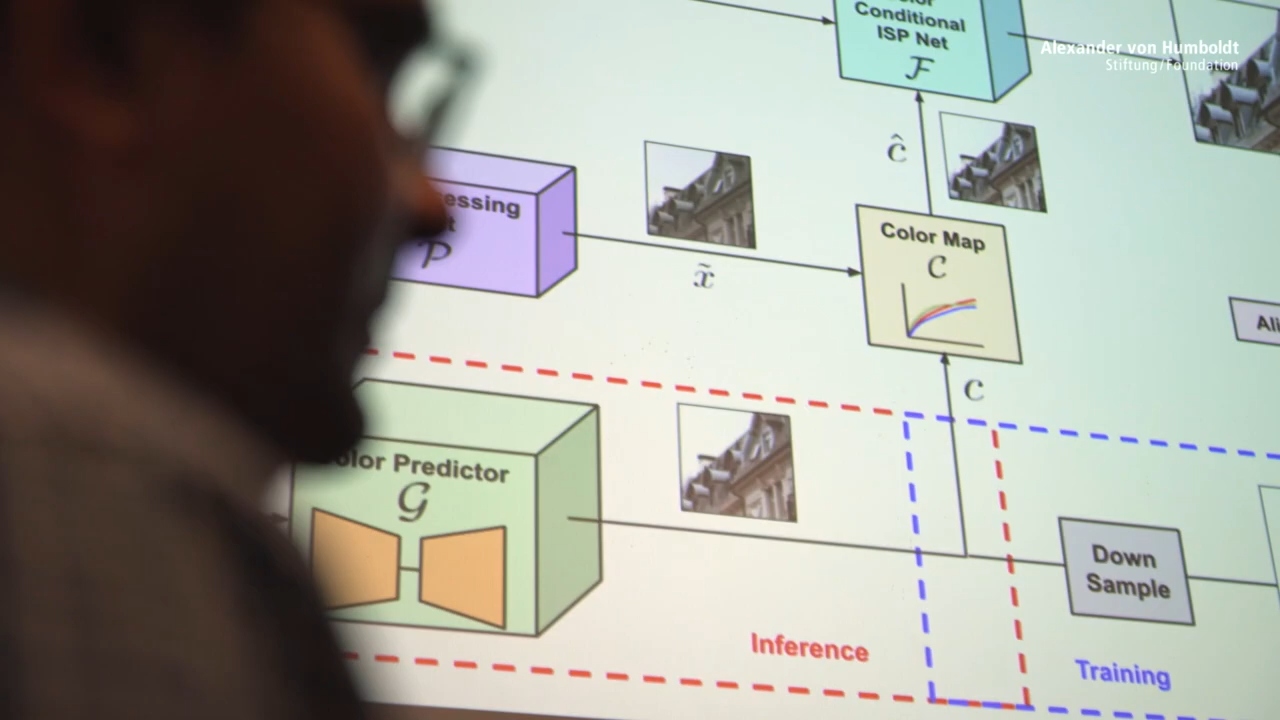 Conditional
ISP Net
F
Alexander von Humboldt
Stiftung/Foundation
ĉ
essing
P
x̃
Color Map
C
C
Color Predictor
G
Down
Sample
Inference
Training